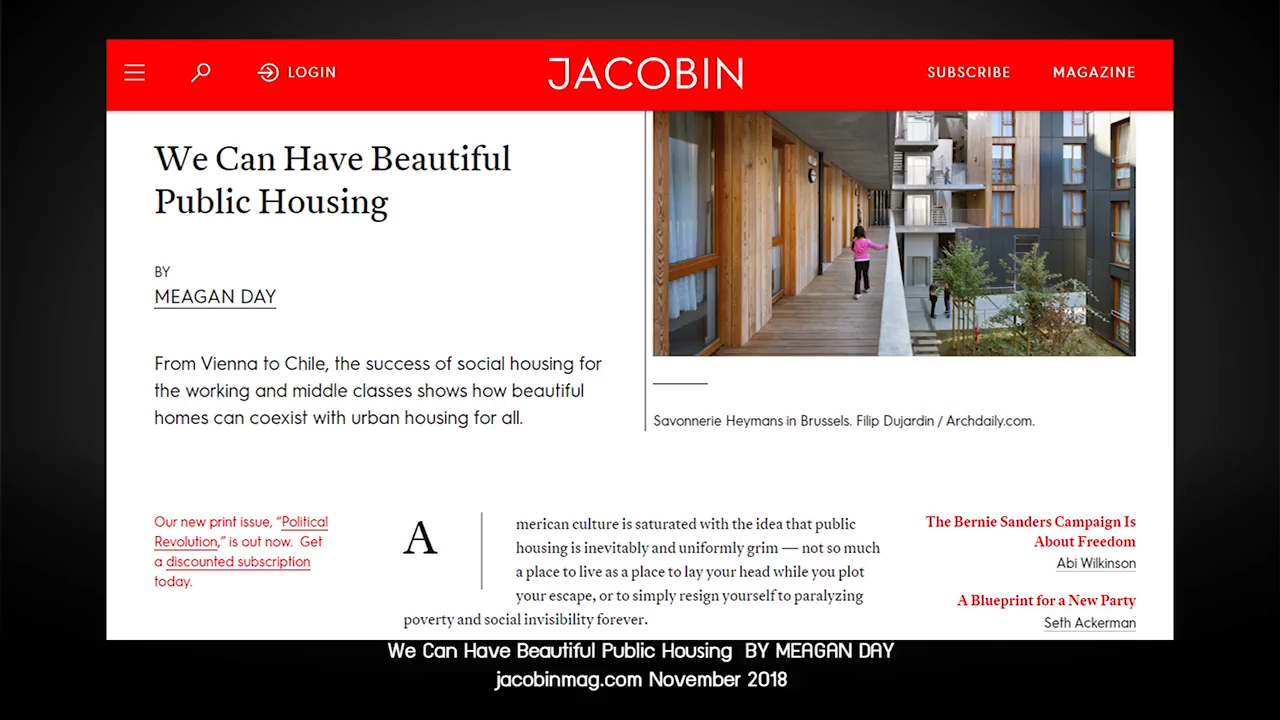 LOGIN
JACOBIN
SUBSCRIBE
MAGAZINE
We Can Have Beautiful
Public Housing
BY
MEAGAN DAY
From Vienna to Chile, the success of social housing for
the working and middle classes shows how beautiful
homes can coexist with urban housing for all.
Savonnerie Heymans in Brussels. Filip Dujardin / Archdaily.com.
Our new print issue, “Political
Revolution,” is out now. Get
a discounted subscription
today.
American culture is saturated with the idea that public
housing is inevitably and uniformly grim — not so much
a place to live as a place to lay your head while you plot
your escape, or to simply resign yourself to paralyzing
poverty and social invisibility forever.
The Bernie Sanders Campaign Is
About Freedom
Abi Wilkinson
A Blueprint for a New Party
Seth Ackerman
We Can Have Beautiful Public Housing BY MEAGAN DAY
jacobinmag.com November 2018